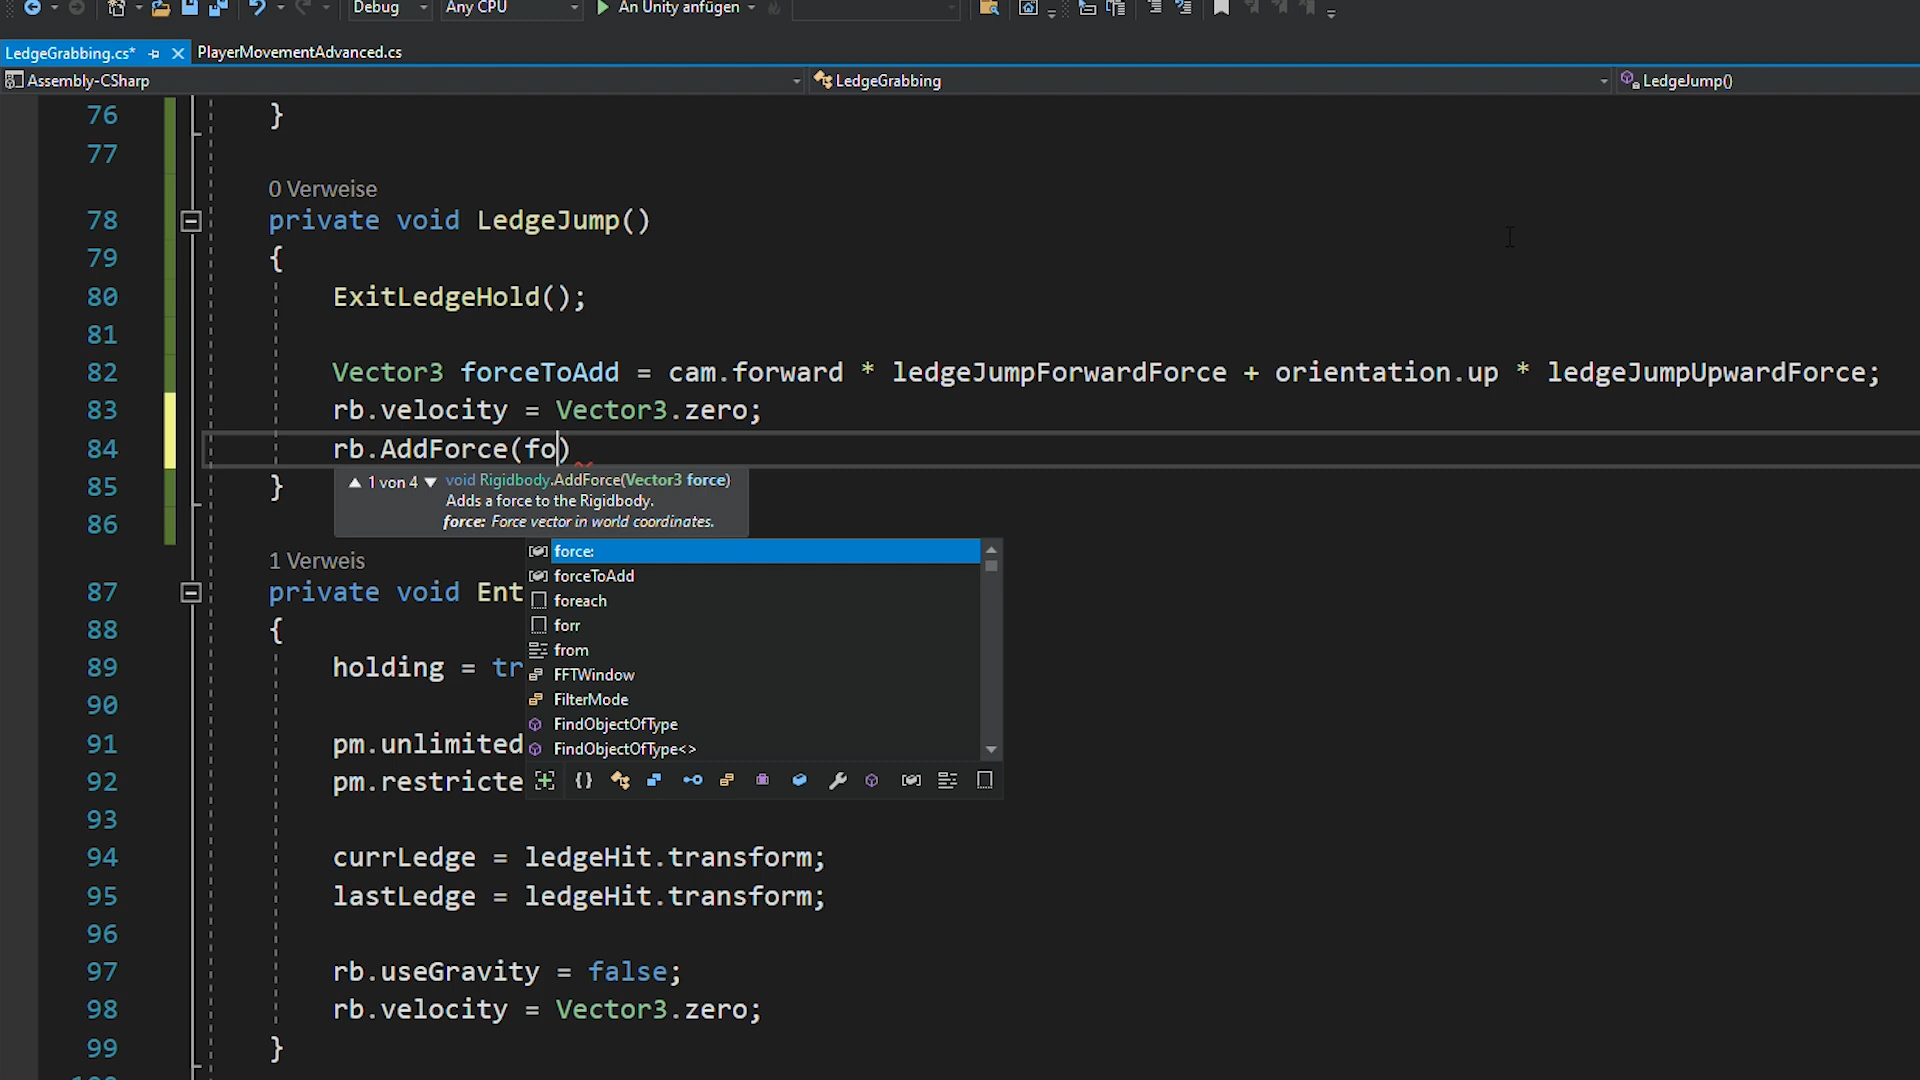 Debug Any CPU An Unity anfügen
LedgeGrabbing.cs* PlayerMovementAdvanced.cs
Assembly-CSharp LedgeGrabbing LedgeJump()
76 }
77
0 Verweise
78 private void LedgeJump()
79 {
80 ExitLedgeHold();
81
82 Vector3 forceToAdd = cam.forward * ledgeJumpForwardForce + orientation.up * ledgeJumpUpwardForce;
83 rb.velocity = Vector3.zero;
84 rb.AddForce(fo)
85 }
1 von 4 void Rigidbody.AddForce(Vector3 force)
Adds a force to the Rigidbody.
force: Force vector in world coordinates.
86
force:
forceToAdd
foreach
forr
from
FFTWindow
FilterMode
FindObjectOfType
FindObjectOfType<>
1 Verweis
87 private void Ent
88 {
89 holding = tr
90
91 pm.unlimited
92 pm.restricte
93
94 currLedge = ledgeHit.transform;
95 lastLedge = ledgeHit.transform;
96
97 rb.useGravity = false;
98 rb.velocity = Vector3.zero;
99 }